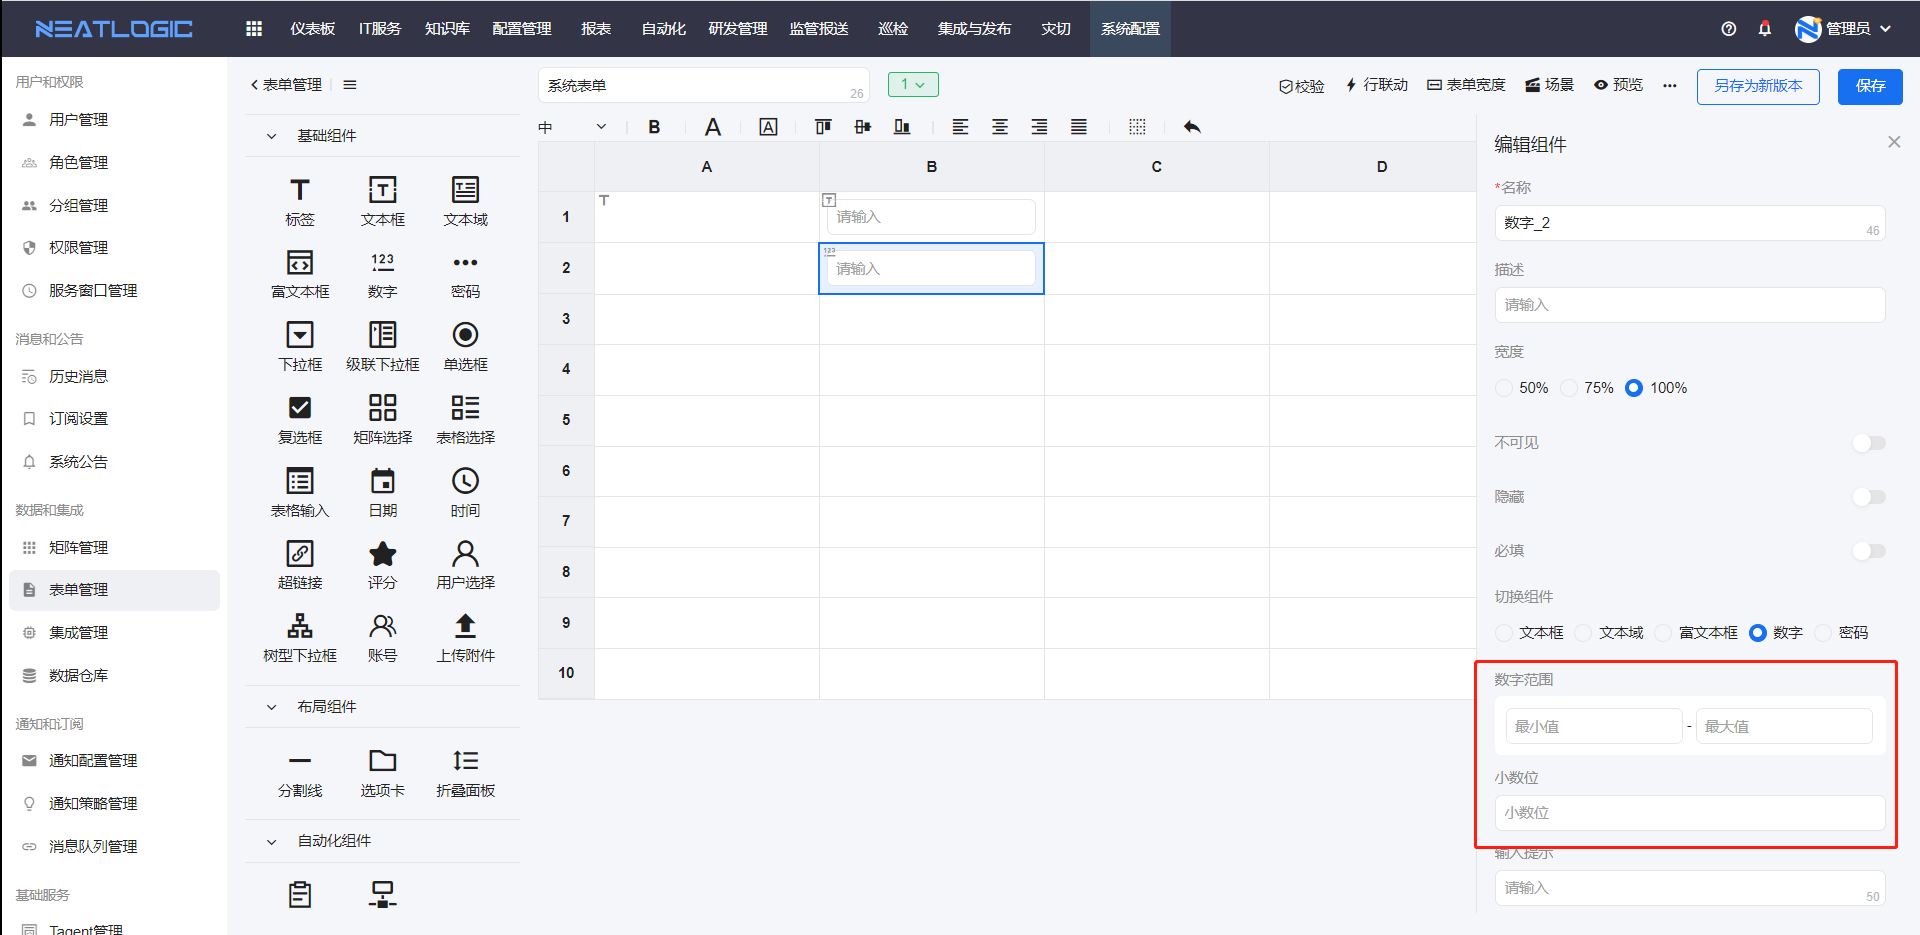 NEATLOGIC
仪表板 IT服务 知识库 配置管理 报表 自动化 研发管理 监管报送 巡检 集成与发布 灾切 系统配置
管理员
用户和权限
用户管理
角色管理
分组管理
权限管理
服务窗口管理
消息和公告
历史消息
订阅设置
系统公告
数据和集成
矩阵管理
表单管理
集成管理
数据仓库
通知和订阅
通知配置管理
通知策略管理
消息队列管理
基础服务
Tagent管理
表单管理
基础组件
标签 文本框 文本域
富文本框 数字 密码
下拉框 级联下拉框 单选框
复选框 矩阵选择 表格选择
表格输入 日期 时间
超链接 评分 用户选择
树型下拉框 账号 上传附件
布局组件
分割线 选项卡 折叠面板
自动化组件
系统表单 26
1
校验 行联动 表单宽度 场景 预览 ... 另存为新版本 保存
中 B A A
A B C D
1 请输入
2 123 请输入
3
4
5
6
7
8
9
10
编辑组件
*名称
数字_2 46
描述
请输入
宽度
50% 75% 100%
不可见
隐藏
必填
切换组件
文本框 文本域 富文本框 数字 密码
数字范围
最小值 - 最大值
小数位
小数位
输入提示
请输入 50